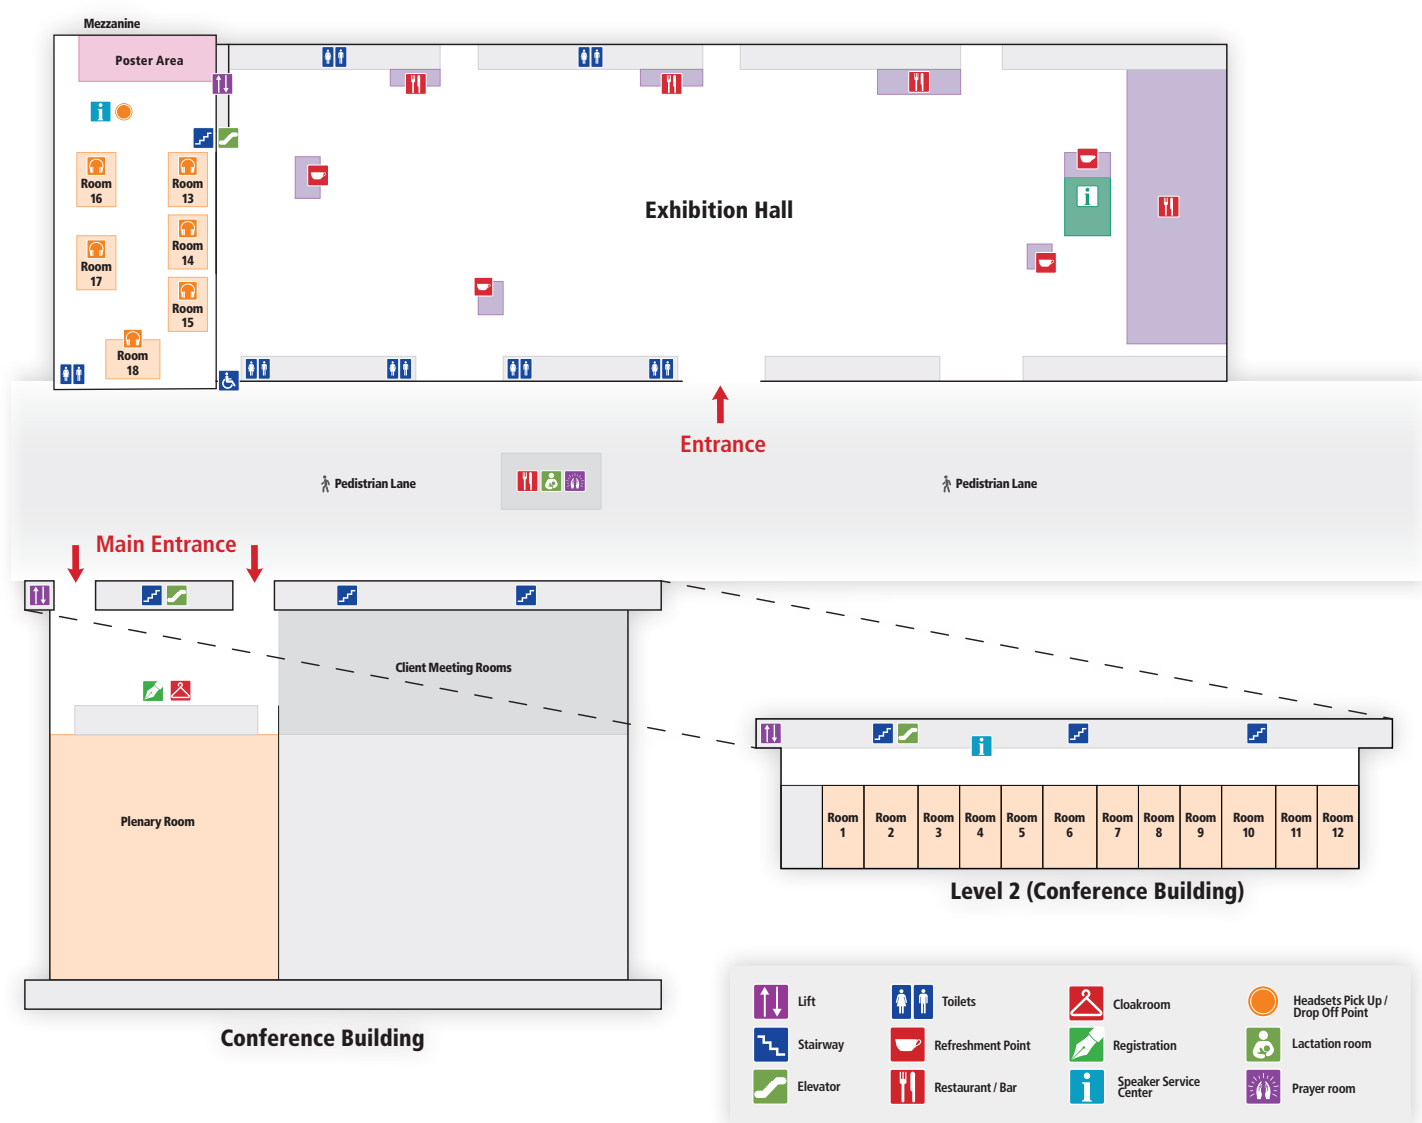 Mezzanine
Poster Area
Room
16
Room
13
Room
14
Room
17
Room
15
Room
18
Exhibition Hall
Entrance
Pedistrian Lane
Pedistrian Lane
Main Entrance
Client Meeting Rooms
Plenary Room
Conference Building
Room
1
Room
2
Room
3
Room
4
Room
5
Room
6
Room
7
Room
8
Room
9
Room
10
Room
11
Room
12
Level 2 (Conference Building)
Lift
Stairway
Elevator
Toilets
Refreshment Point
Restaurant / Bar
Cloakroom
Registration
Speaker Service
Center
Headsets Pick Up /
Drop Off Point
Lactation room
Prayer room